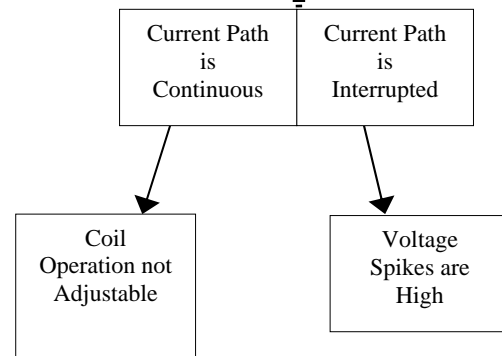 Current Path
is
Continuous
Current Path
is
Interrupted
Coil
Operation not
Adjustable
Voltage
Spikes are
High